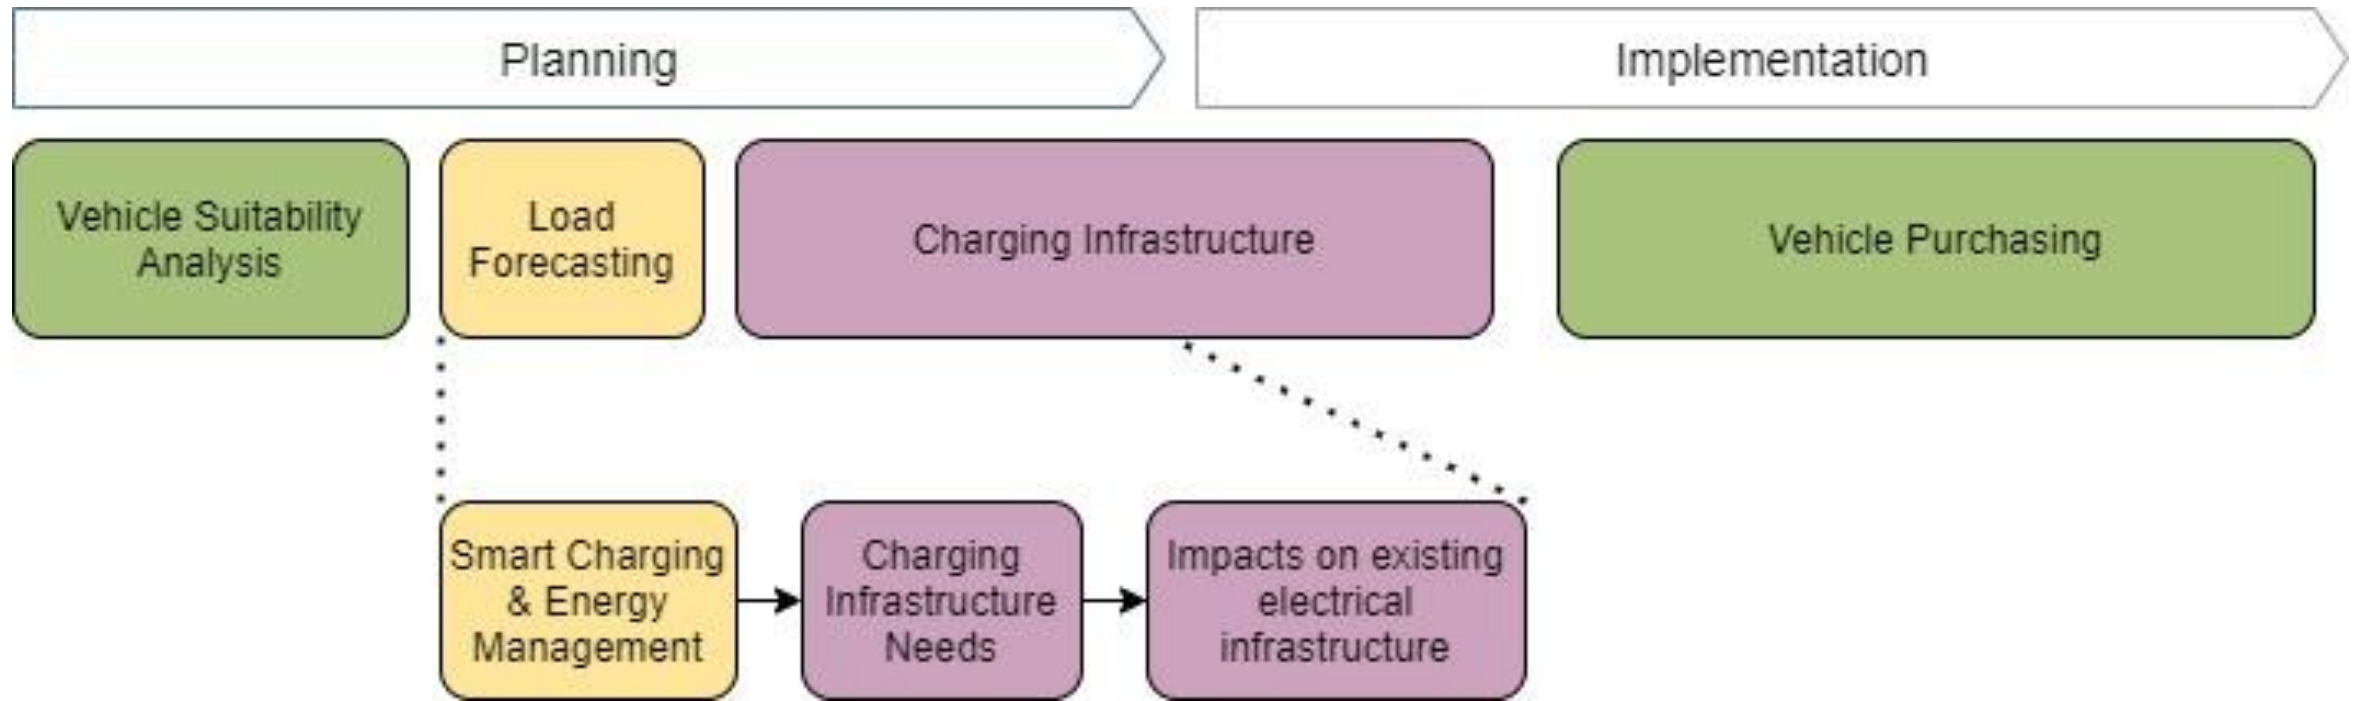 Planning
Implementation
Vehicle Suitability
Analysis
Load
Forecasting
Charging Infrastructure
Vehicle Purchasing
Smart Charging
& Energy
Management
Charging
Infrastructure
Needs
Impacts on existing
electrical
infrastructure